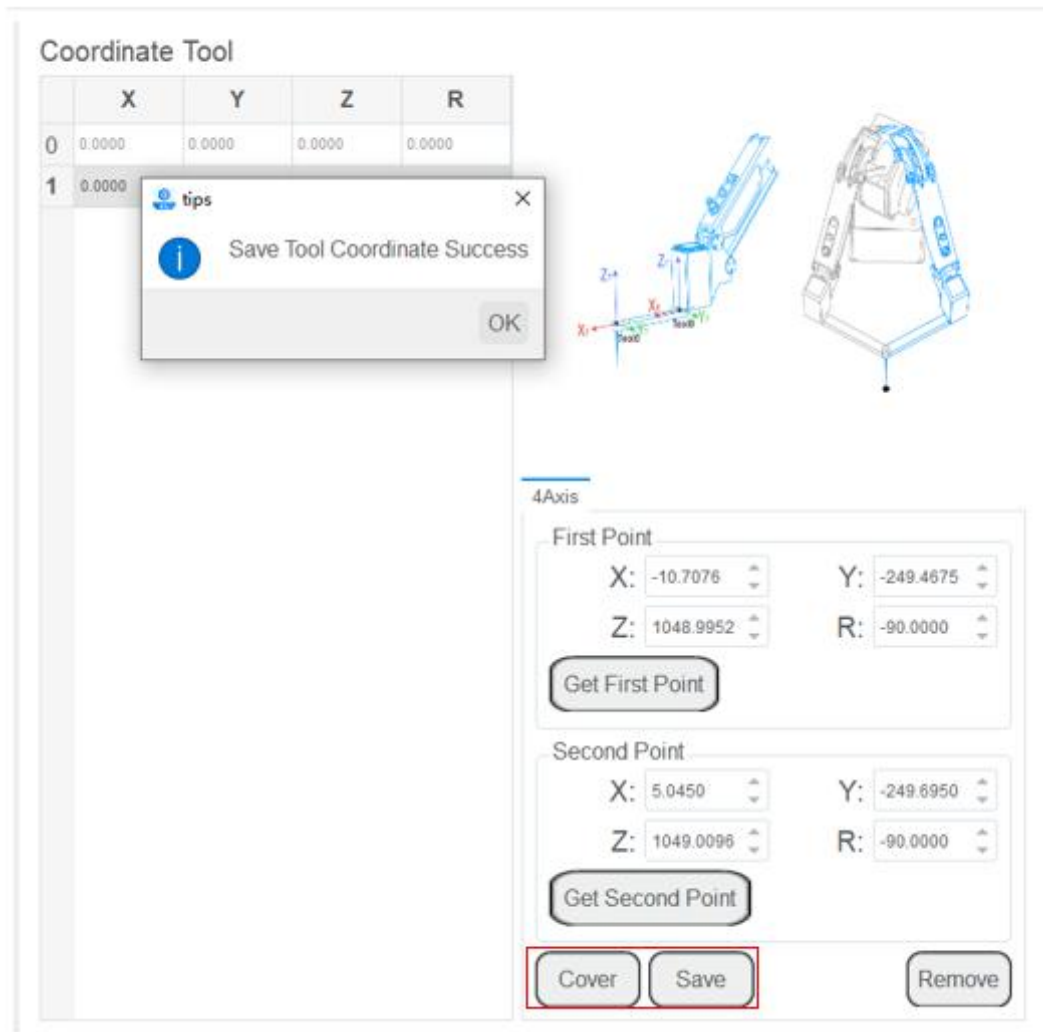 Coordinate Tool
X Y Z R
0 0.0000 0.0000 0.0000 0.0000
1 0.0000
tips
Save Tool Coordinate Success
OK
4Axis
First Point
X: -10.7076 Y: -249.4675
Z: 1048.9952 R: -90.0000
Get First Point
Second Point
X: 5.0450 Y: -249.6950
Z: 1049.0096 R: -90.0000
Get Second Point
Cover Save Remove